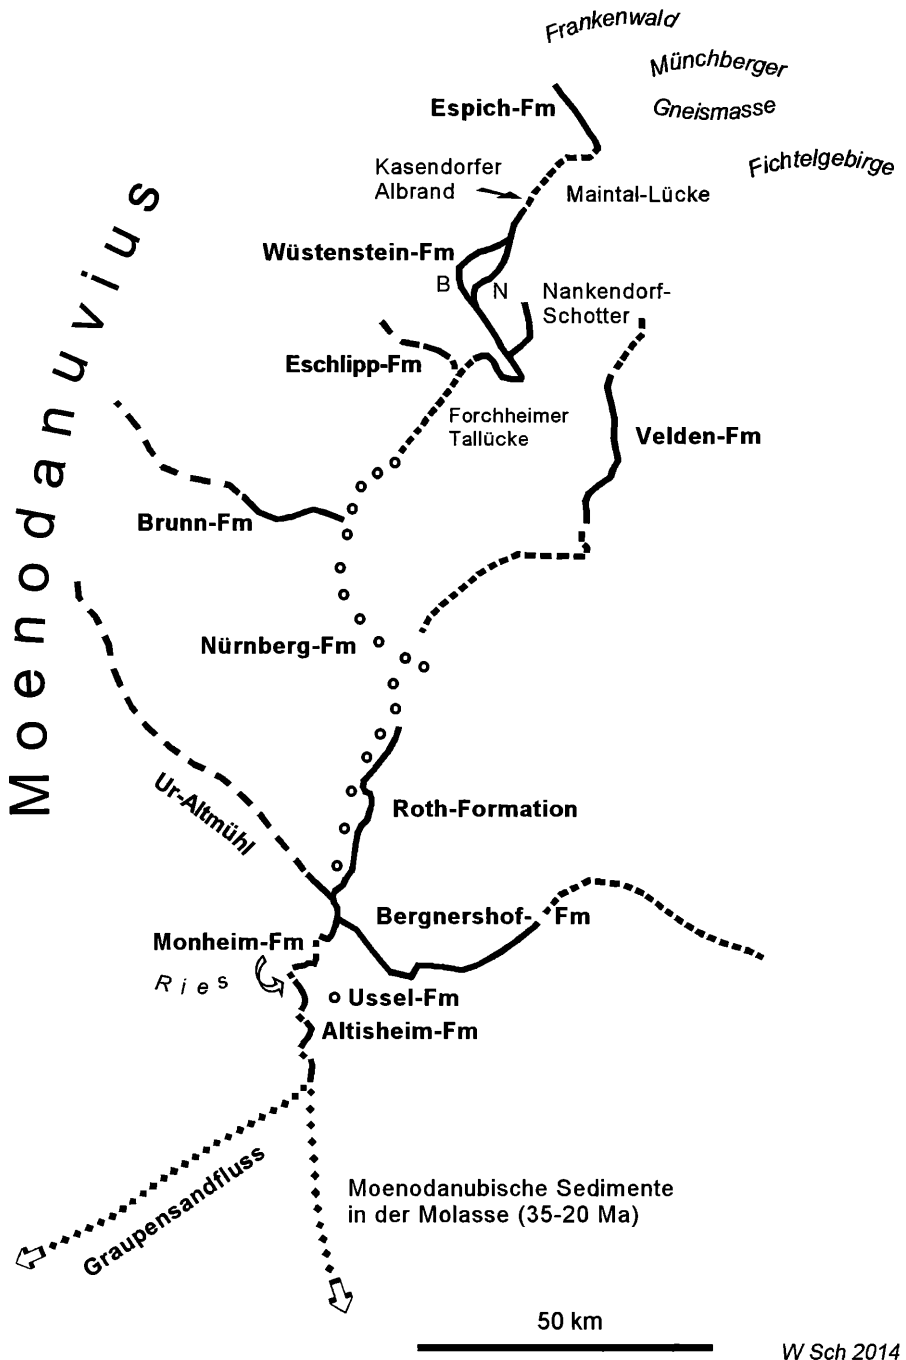 Frankenwald
Münchberger
Gneismasse
Fichtelgebirge
Espich-Fm
Kasendorfer
Albrand
Maintal-Lücke
Moenodanuvius
Wüstenstein-Fm
B
N
Nankendorf-
Schotter
Eschlipp-Fm
Forchheimer
Tallücke
Velden-Fm
Brunn-Fm
Nürnberg-Fm
Ur-Altmühl
Roth-Formation
Bergnershof- Fm
Monheim-Fm
Ries
Ussel-Fm
Altisheim-Fm
Graupensandfluss
Moenodanubische Sedimente
in der Molasse (35-20 Ma)
50 km
W Sch 2014